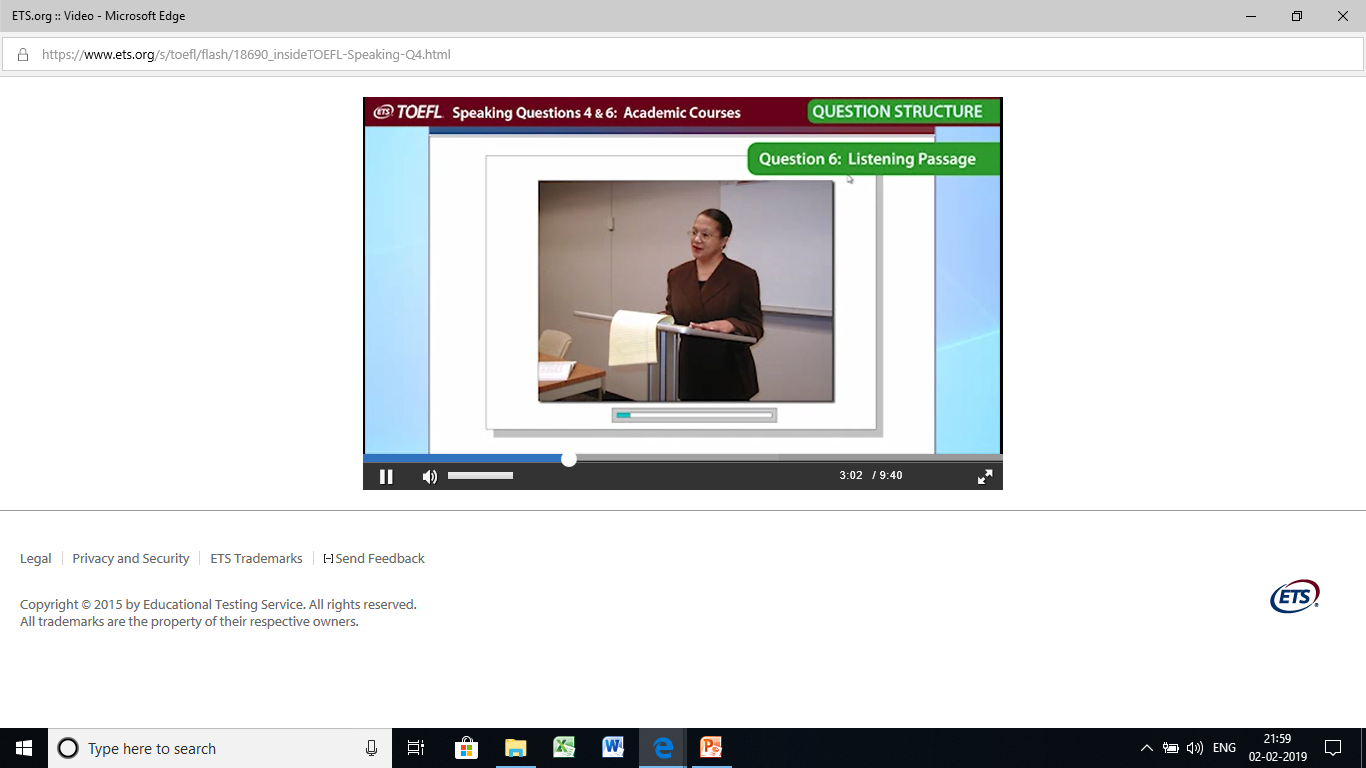 ETS.org :: Video - Microsoft Edge
https://www.ets.org/s/toefl/flash/18690_insideTOEFL-Speaking-Q4.html
ETS TOEFL Speaking Questions 4 & 6: Academic Courses QUESTION STRUCTURE
Question 6: Listening Passage
3:02 / 9:40
Legal Privacy and Security ETS Trademarks [-] Send Feedback
Copyright © 2015 by Educational Testing Service. All rights reserved.
All trademarks are the property of their respective owners.
ETS®
Type here to search
ENG
21:59
02-02-2019